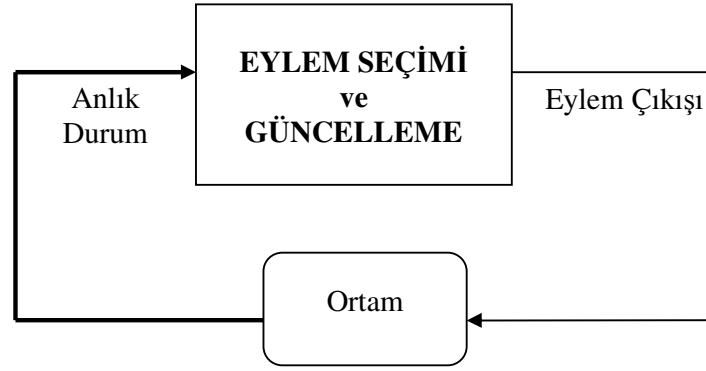 EYLEM SEÇİMİ
ve
GÜNCELLEME
Anlık
Durum
Eylem Çıkışı
Ortam